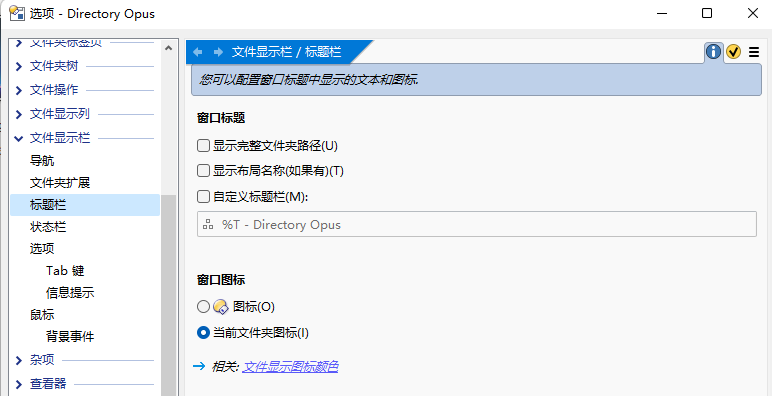 选项 - Directory Opus
文件夹标签页
文件夹树
文件操作
文件显示列
文件显示栏
导航
文件夹扩展
标题栏
状态栏
选项
Tab 键
信息提示
鼠标
背景事件
杂项
查看器
文件显示栏 / 标题栏
您可以配置窗口标题中显示的文本和图标.
窗口标题
显示完整文件夹路径(U)
显示布局名称(如果有)(T)
自定义标题栏(M):
%T - Directory Opus
窗口图标
图标(O)
当前文件夹图标(I)
相关: 文件显示图标颜色